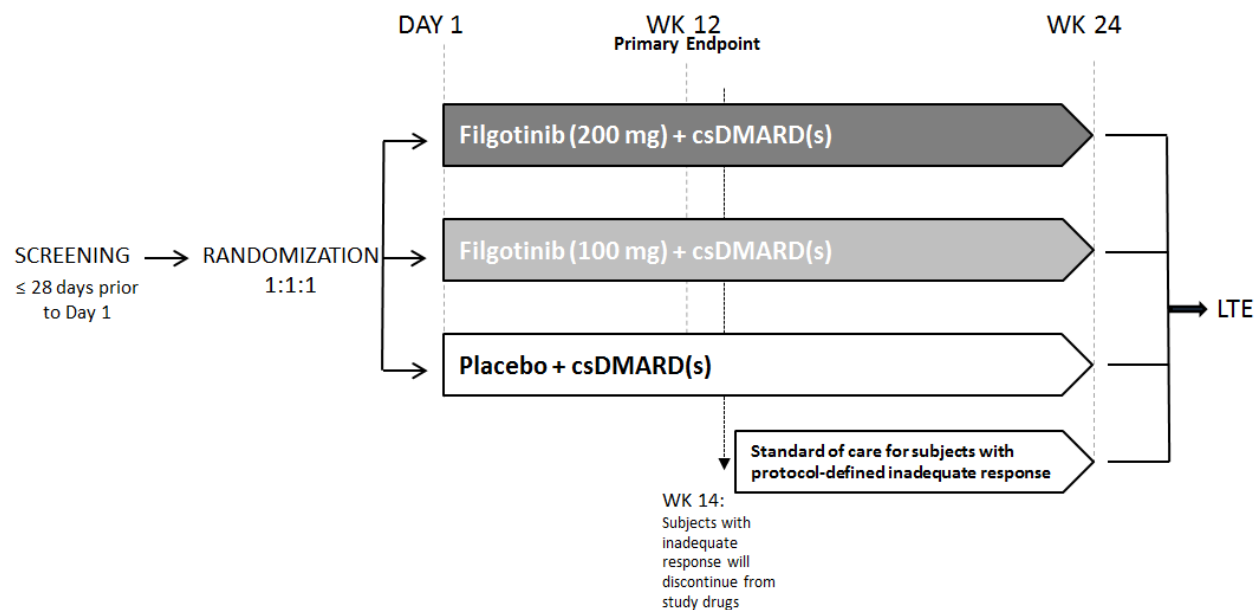 DAY 1
WK 12
Primary Endpoint
WK 24
Filgotinib (200 mg) + csDMARD(s)
Filgotinib (100 mg) + csDMARD(s)
SCREENING
≤ 28 days prior
to Day 1
RANDOMIZATION
1:1:1
LTE
Placebo + csDMARD(s)
Standard of care for subjects with
protocol-defined inadequate response
WK 14:
Subjects with
inadequate
response will
discontinue from
study drugs